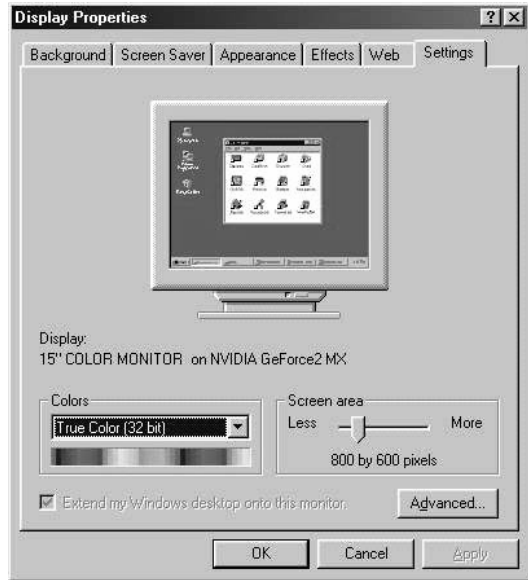 Display Properties
Background Screen Saver Appearance Effects Web Settings
Display:
15" COLOR MONITOR on NVIDIA GeForce2 MX
Colors
True Color (32 bit)
Screen area
Less More
800 by 600 pixels
Extend my Windows desktop onto this monitor.
Advanced...
OK Cancel Apply